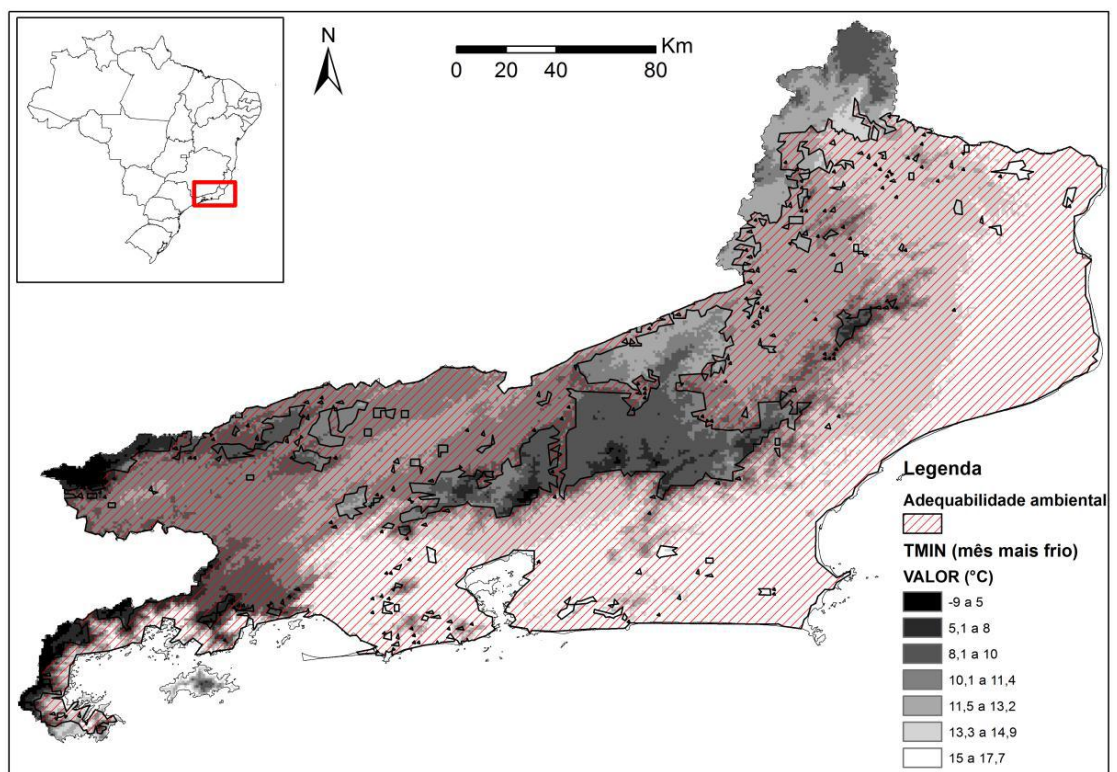 N
Km
0 20 40 80
Legenda
Adequabilidade ambiental
TMIN (mês mais frio)
VALOR (°C)
-9 a 5
5,1 a 8
8,1 a 10
10,1 a 11,4
11,5 a 13,2
13,3 a 14,9
15 a 17,7